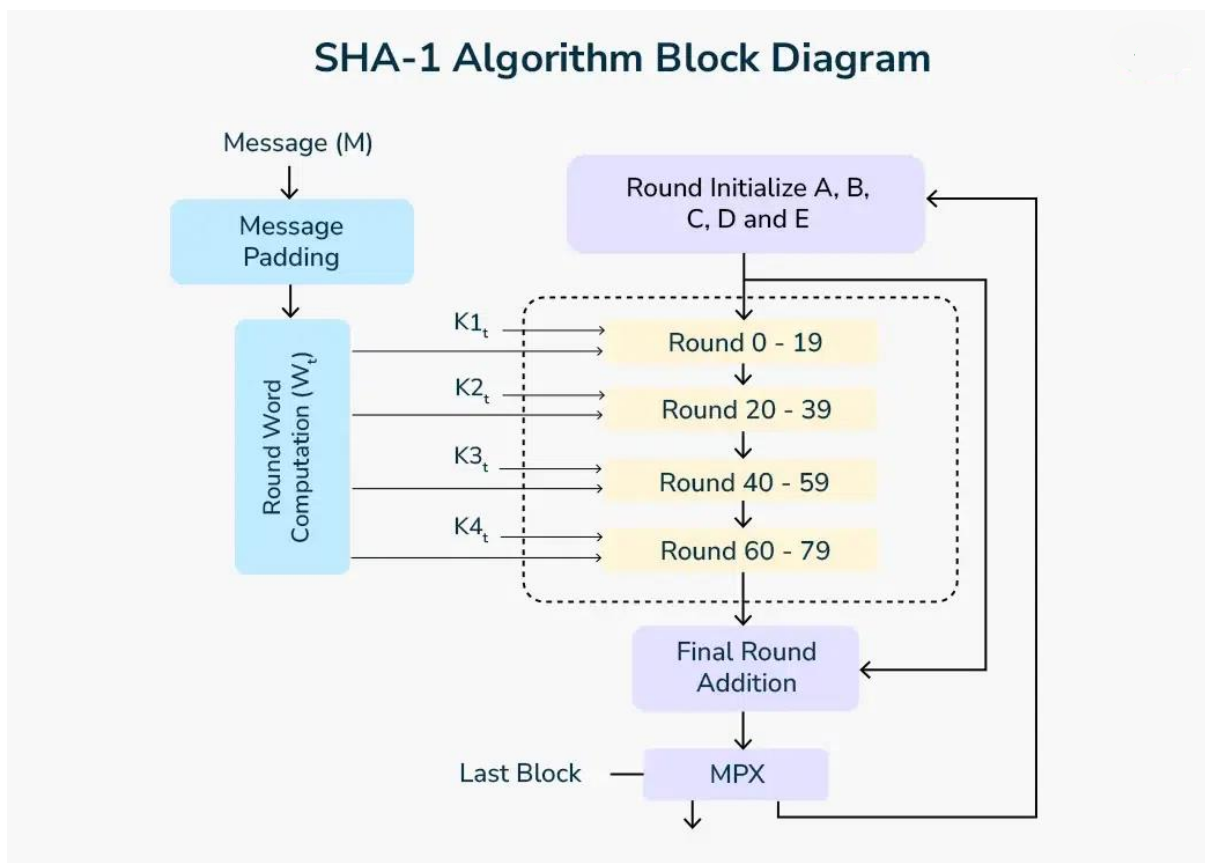 SHA-1 Algorithm Block Diagram
Message (M)
Message
Padding
Round Word
Computation (Wt)
Round Initialize A, B,
C, D and E
K1t
Round 0 - 19
K2t
Round 20 - 39
K3t
Round 40 - 59
K4t
Round 60 - 79
Final Round
Addition
Last Block
MPX